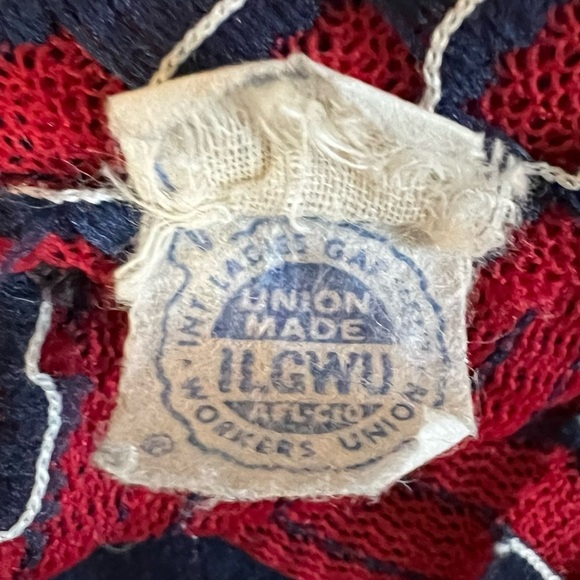 INT. LADIES GARMENT
UNION
MADE
ILGWU
AFL-CIO
WORKERS UNION
®